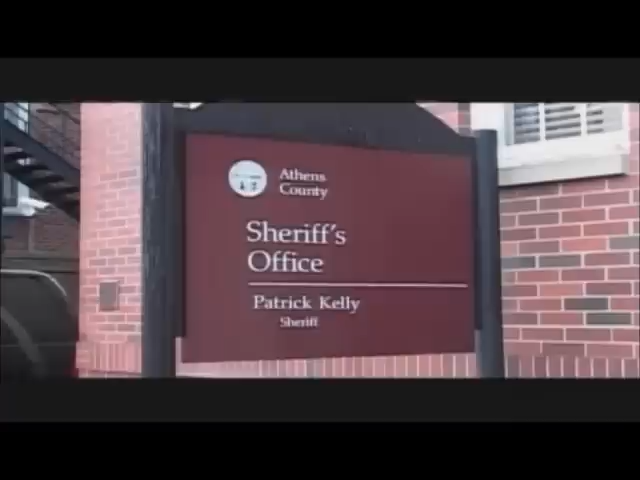 Athens
County
Sheriff's
Office
Patrick Kelly
Sheriff